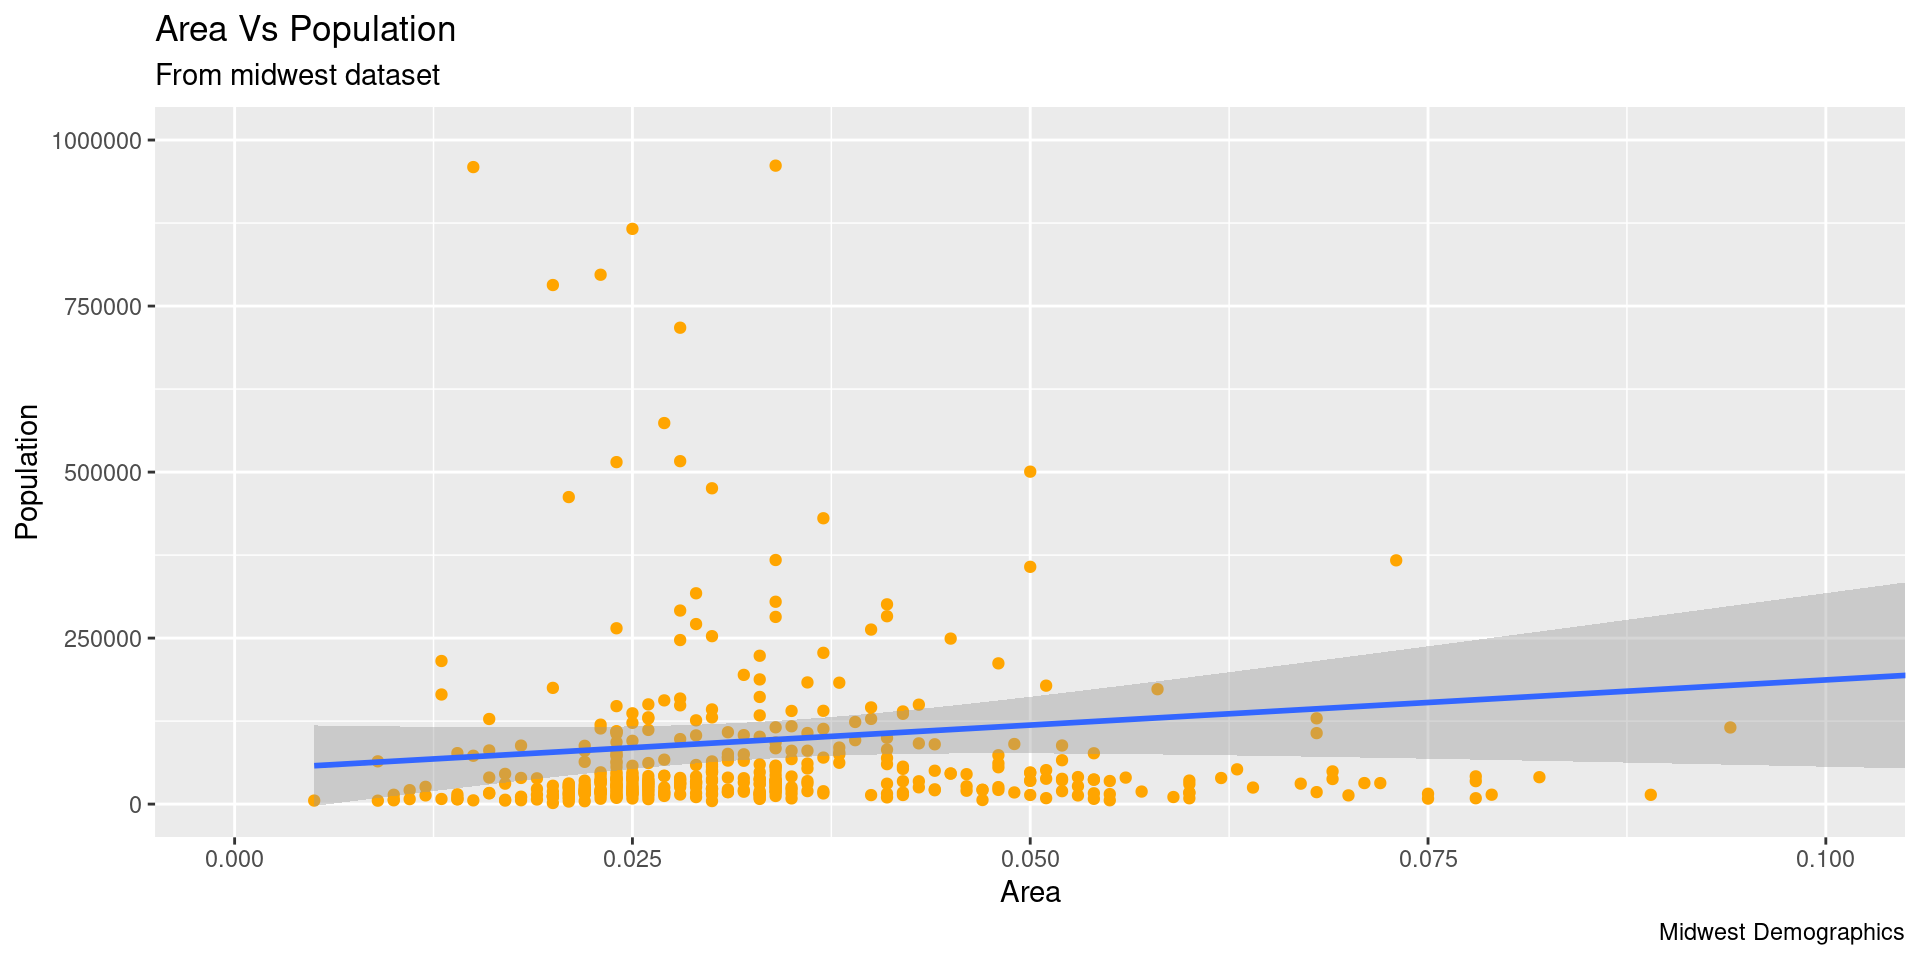 Area Vs Population
From midwest dataset
1000000
750000
500000
250000
0
Population
0.000 0.025 0.050 0.075 0.100
Area
Midwest Demographics